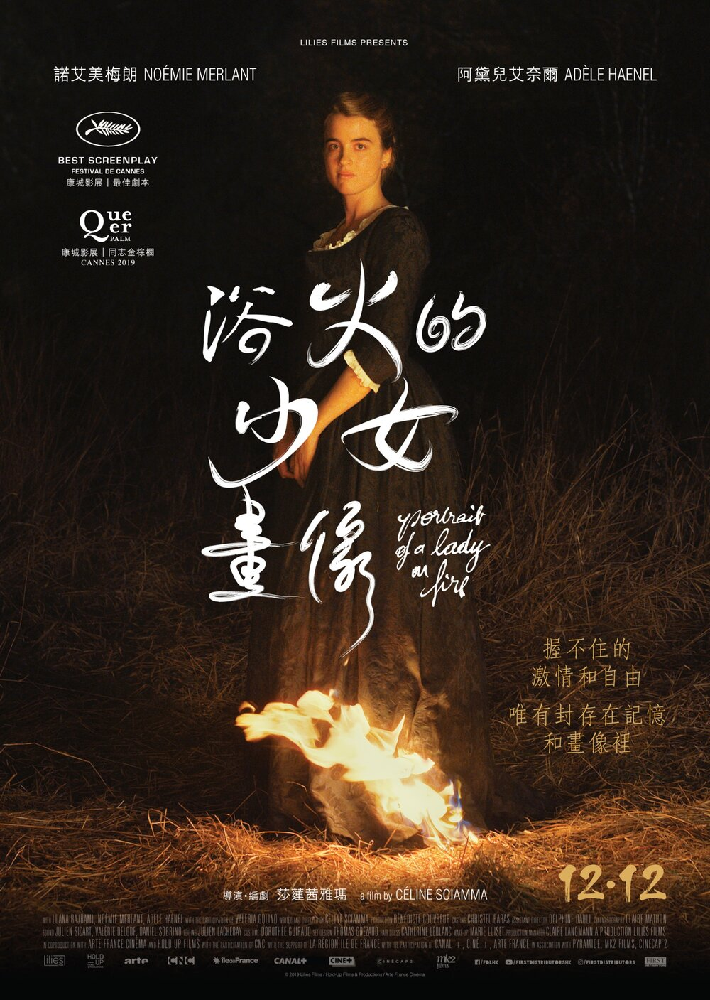 LILIES FILMS PRESENTS
諾艾美梅朗 NOÉMIE MERLANT
阿黛兒艾奈爾 ADÈLE HAENEL
BEST SCREENPLAY
FESTIVAL DE CANNES
康城影展｜最佳劇本
Queer
PALM
康城影展｜同志金棕櫚
CANNES 2019
浴火的
少女
畫像
portrait
of a lady
on
fire
握不住的
激情和自由
唯有封存在記憶
和畫像裡
12·12
導演·編劇 莎蓮茜雅瑪 a film by CÉLINE SCIAMMA
WITH LUANA BAJRAMI, NOÉMIE MERLANT, ADÈLE HAENEL WITH THE PARTICIPATION OF VALERIA GOLINO WRITTEN AND DIRECTED BY CÉLINE SCIAMMA PRODUCTION BÉNÉDICTE COUVREUR CASTING CHRISTEL BARAS ASSISTANT DIRECTOR DELPHINE DAULL CINEMATOGRAPHY CLAIRE MATHON
SOUND JULIEN SICART, VALÉRIE DELOOF, DANIEL SOBRINO EDITING JULIEN LACHERAY COSTUME DOROTHÉE GUIRAUD SET DESIGN THOMAS GRÉZAUD HAIR DRESS CATHERINE LEBLANC MAKE-UP MARIE LUISET PRODUCTION MANAGER CLAIRE LANGMANN A PRODUCTION LILIES FILMS
IN COPRODUCTION WITH ARTE FRANCE CINÉMA AND HOLD-UP FILMS WITH THE PARTICIPATION OF CNC WITH THE SUPPORT OF LA RÉGION ILE-DE-FRANCE WITH THE PARTICIPATION OF CANAL +, CINÉ +, ARTE FRANCE IN ASSOCIATION WITH PYRAMIDE, MK2 FILMS, CINECAP 2
lilies HOLD UP FILMS & PRODUCTIONS arte CNC îledeFrance CANAL+ CINE+ CINÉCAP 2 mk2 films /FDLHK /FIRSTDISTRIBUTORSHK /FIRSTDISTRIBUTORS FIRST DISTRIBUTORS
© 2019 Lilies Films / Hold-Up Films & Productions / Arte France Cinéma